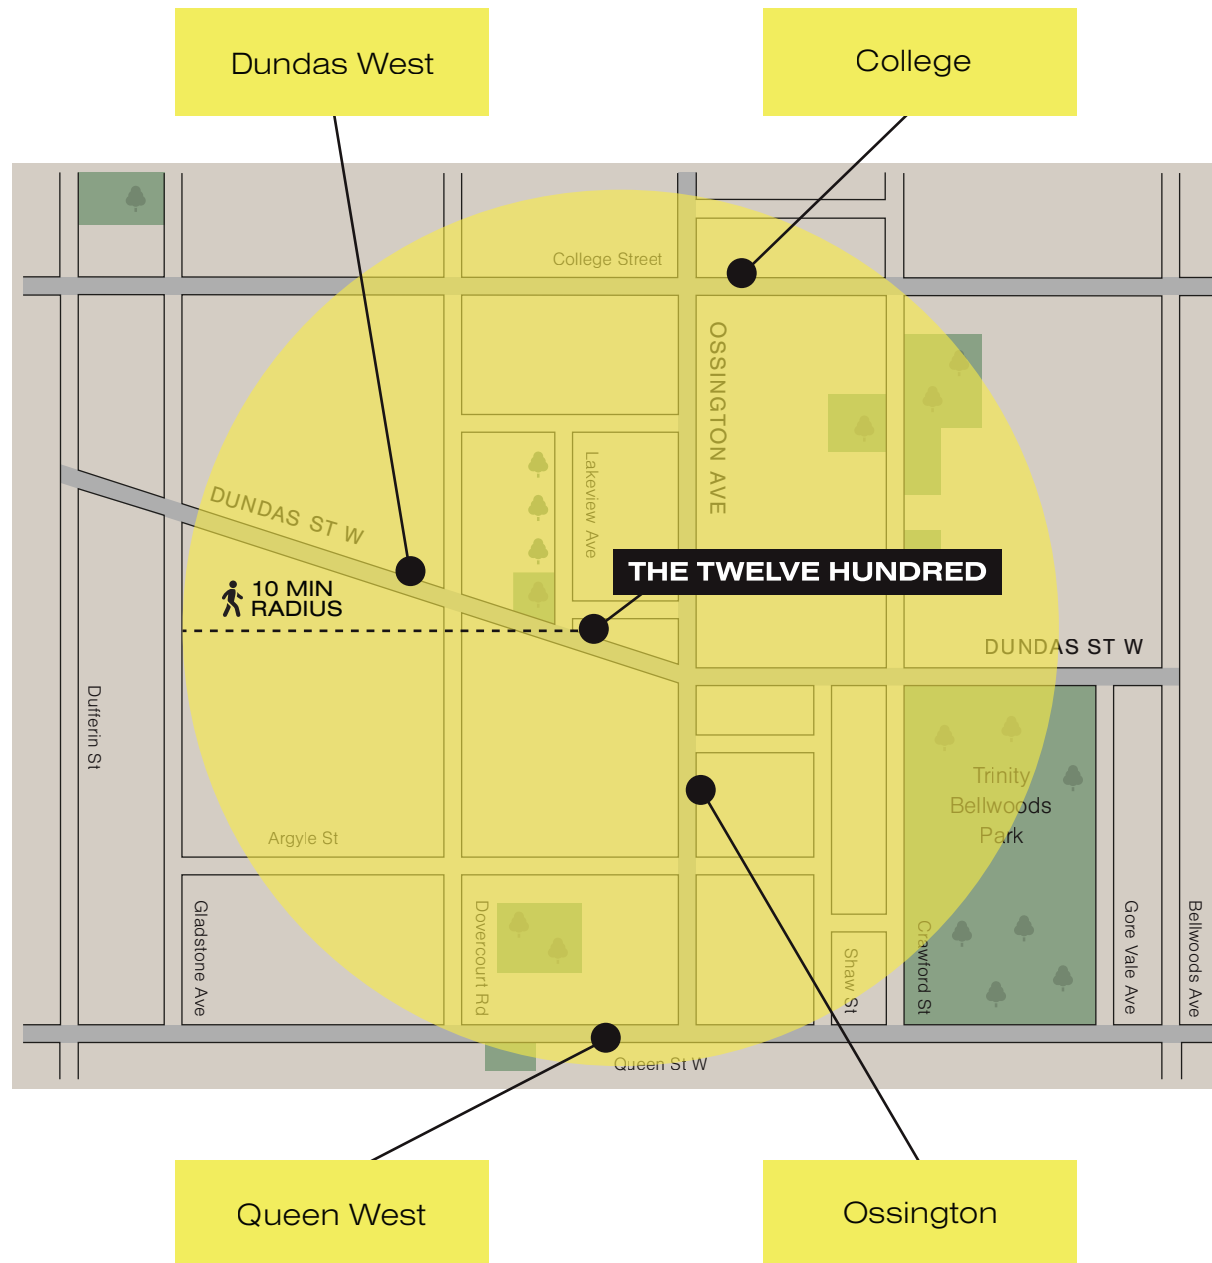 Dundas West
College
College Street
OSSINGTON AVE
Lakeview Ave
DUNDAS ST W
THE TWELVE HUNDRED
10 MIN
RADIUS
DUNDAS ST W
Dufferin St
Trinity
Bellwoods
Park
Argyle St
Gladstone Ave
Dovercourt Rd
Shaw St
Crawford St
Gore Vale Ave
Bellwoods Ave
Queen St W
Queen West
Ossington